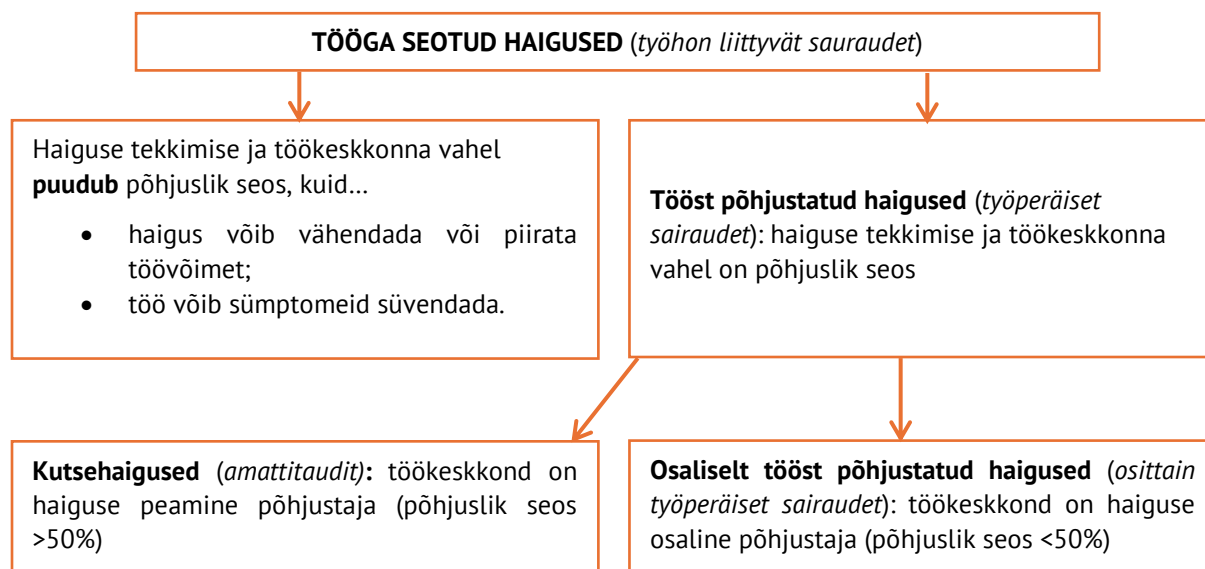 TÖÖGA SEOTUD HAIGUSED (työhon liittyvät sauraudet)
Haiguse tekkimise ja töökeskkonna vahel
puudub põhjuslik seos, kuid...
• haigus võib vähendada või piirata
töövõimet;
• töö võib sümptomeid süvendada.
Tööst põhjustatud haigused (työperäiset
sairaudet): haiguse tekkimise ja töökeskkonna
vahel on põhjuslik seos
Kutsehaigused (amattitaudit): töökeskkond on
haiguse peamine põhjustaja (põhjuslik seos
>50%)
Osaliselt tööst põhjustatud haigused (osittain
työperäiset sairaudet): töökeskkond on haiguse
osaline põhjustaja (põhjuslik seos <50%)